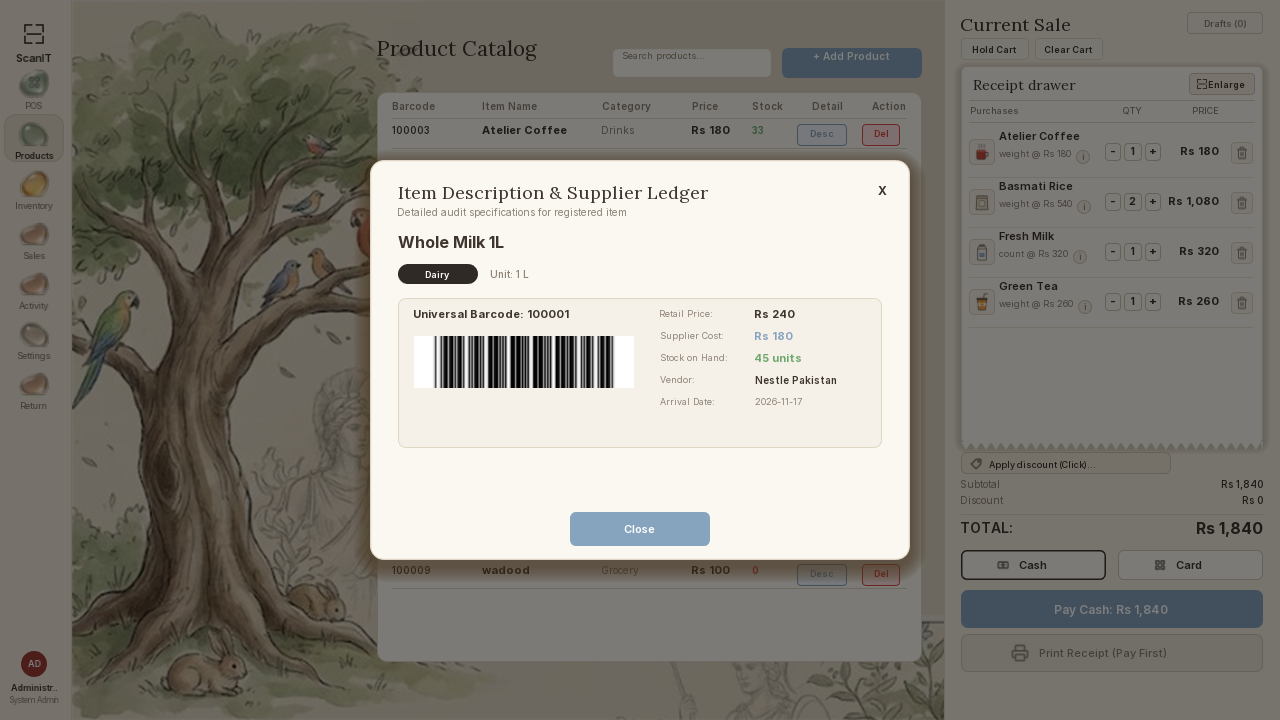 ScanIT
POS
Products
Inventory
Sales
Activity
Settings
Return
AD
Administr..
System Admin
Product Catalog
Search products...
+ Add Product
Barcode Item Name Category Price Stock Detail Action
100003 Atelier Coffee Drinks Rs 180 33 Desc Del
Item Description & Supplier Ledger
X
Detailed audit specifications for registered item
Whole Milk 1L
Dairy Unit: 1 L
Universal Barcode: 100001
Retail Price: Rs 240
Supplier Cost: Rs 180
Stock on Hand: 45 units
Vendor: Nestle Pakistan
Arrival Date: 2026-11-17
Close
100009 wadood Grocery Rs 100 0 Desc Del
Current Sale
Drafts (0)
Hold Cart Clear Cart
Receipt drawer
Enlarge
Purchases QTY PRICE
Atelier Coffee
weight @ Rs 180 i - 1 + Rs 180
Basmati Rice
weight @ Rs 540 i - 2 + Rs 1,080
Fresh Milk
count @ Rs 320 i - 1 + Rs 320
Green Tea
weight @ Rs 260 i - 1 + Rs 260
Apply discount (Click)...
Subtotal Rs 1,840
Discount Rs 0
TOTAL: Rs 1,840
Cash Card
Pay Cash: Rs 1,840
Print Receipt (Pay First)